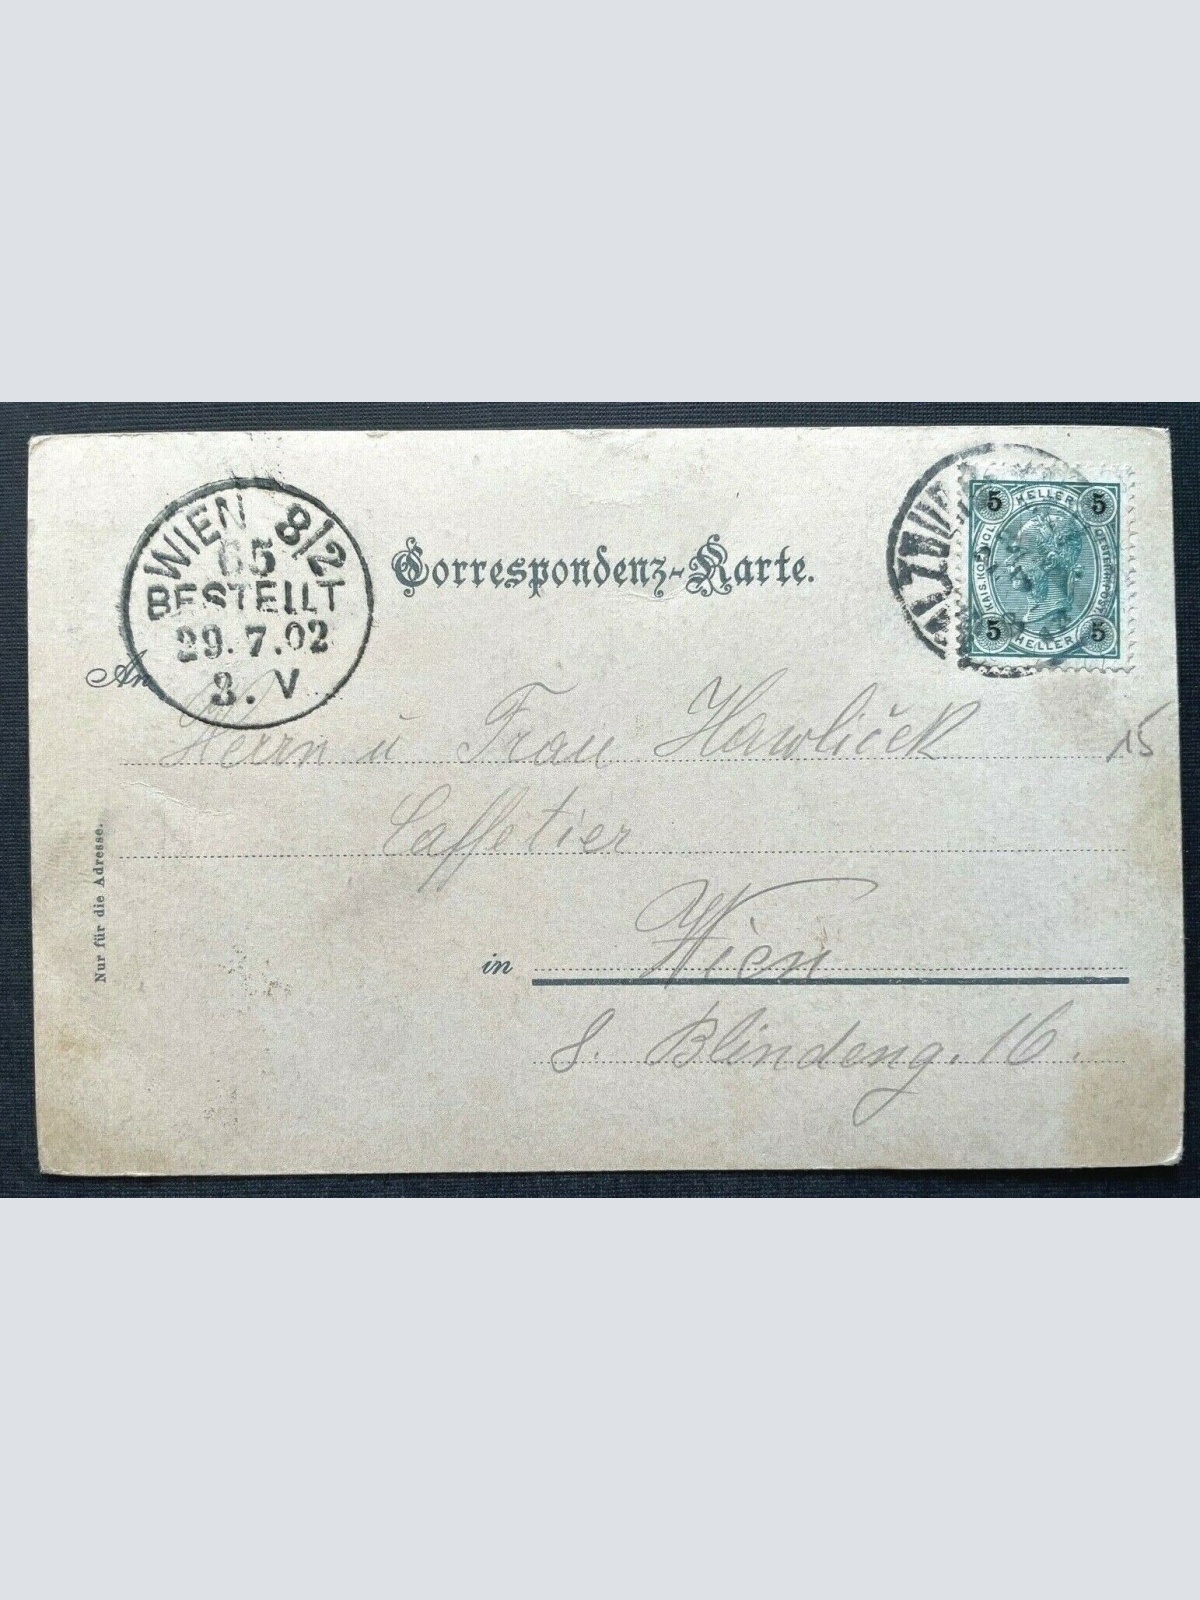 WIEN 8/2
65
BESTELLT
29.7.02
3. V
Correspondenz-Karte.
5 HELLER 5
5 HELLER 5
An
Herrn u Frau Hawliček
15
Caffetier
in Wien
8. Blindeng. 16.
Nur für die Adresse.